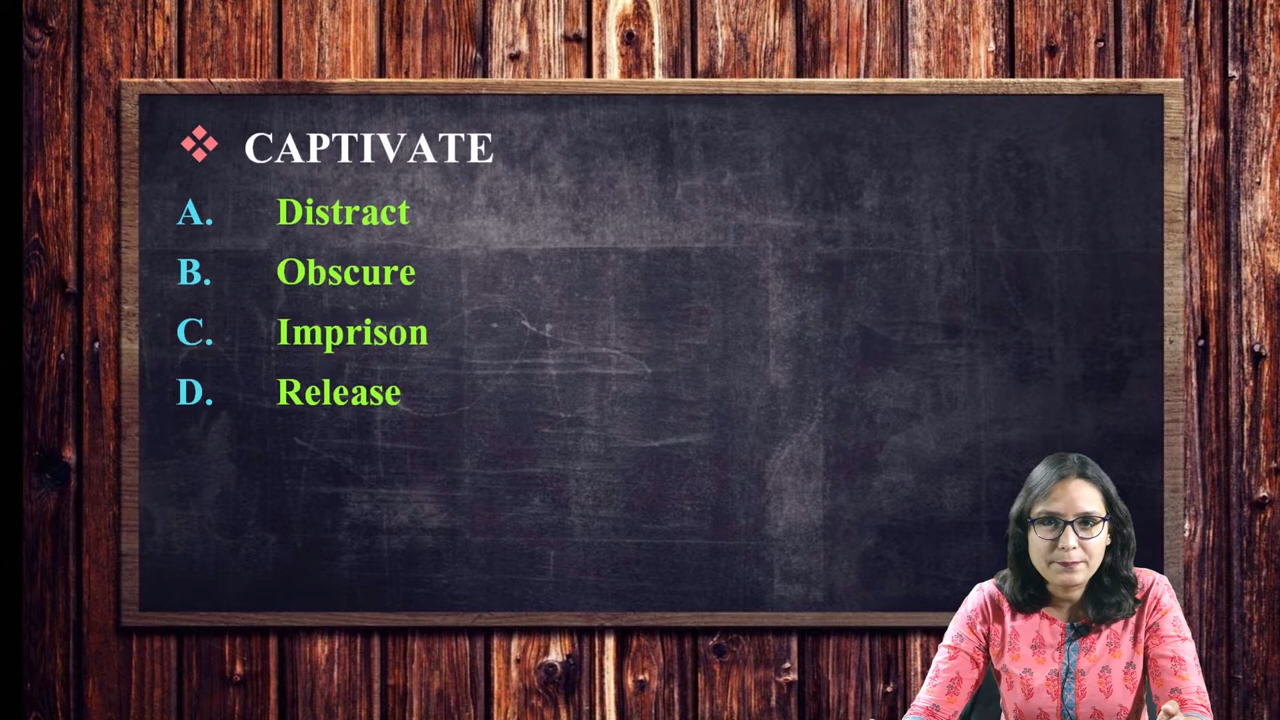 CAPTIVATE
A. Distract
B. Obscure
C. Imprison
D. Release